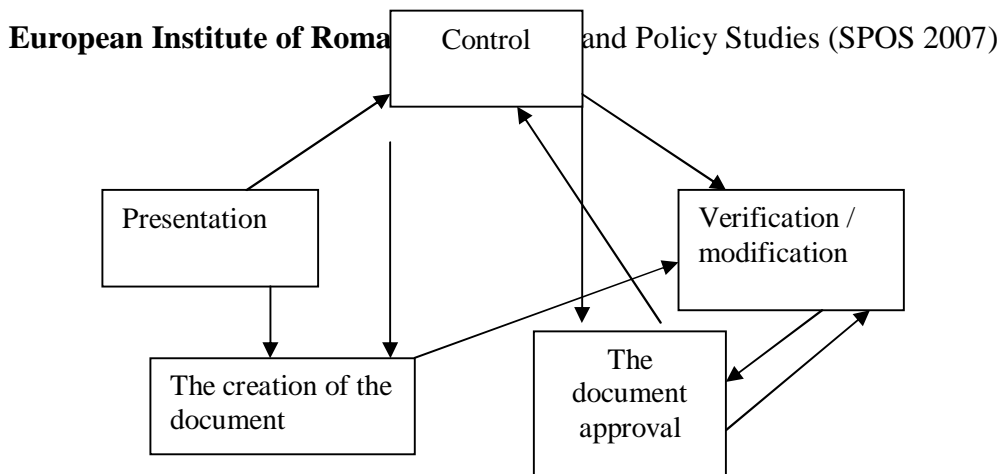 European Institute of Roma and Policy Studies (SPOS 2007)
Control
Presentation
Verification /
modification
The creation of the
document
The
document
approval